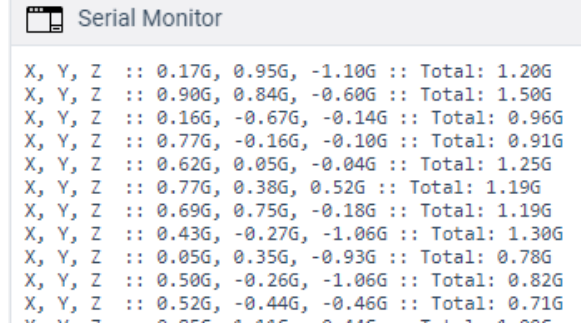 Serial Monitor
X, Y, Z :: 0.17G, 0.95G, -1.10G :: Total: 1.20G
X, Y, Z :: 0.90G, 0.84G, -0.60G :: Total: 1.50G
X, Y, Z :: 0.16G, -0.67G, -0.14G :: Total: 0.96G
X, Y, Z :: 0.77G, -0.16G, -0.10G :: Total: 0.91G
X, Y, Z :: 0.62G, 0.05G, -0.04G :: Total: 1.25G
X, Y, Z :: 0.77G, 0.38G, 0.52G :: Total: 1.19G
X, Y, Z :: 0.69G, 0.75G, -0.18G :: Total: 1.19G
X, Y, Z :: 0.43G, -0.27G, -1.06G :: Total: 1.30G
X, Y, Z :: 0.05G, 0.35G, -0.93G :: Total: 0.78G
X, Y, Z :: 0.50G, -0.26G, -1.06G :: Total: 0.82G
X, Y, Z :: 0.52G, -0.44G, -0.46G :: Total: 0.71G